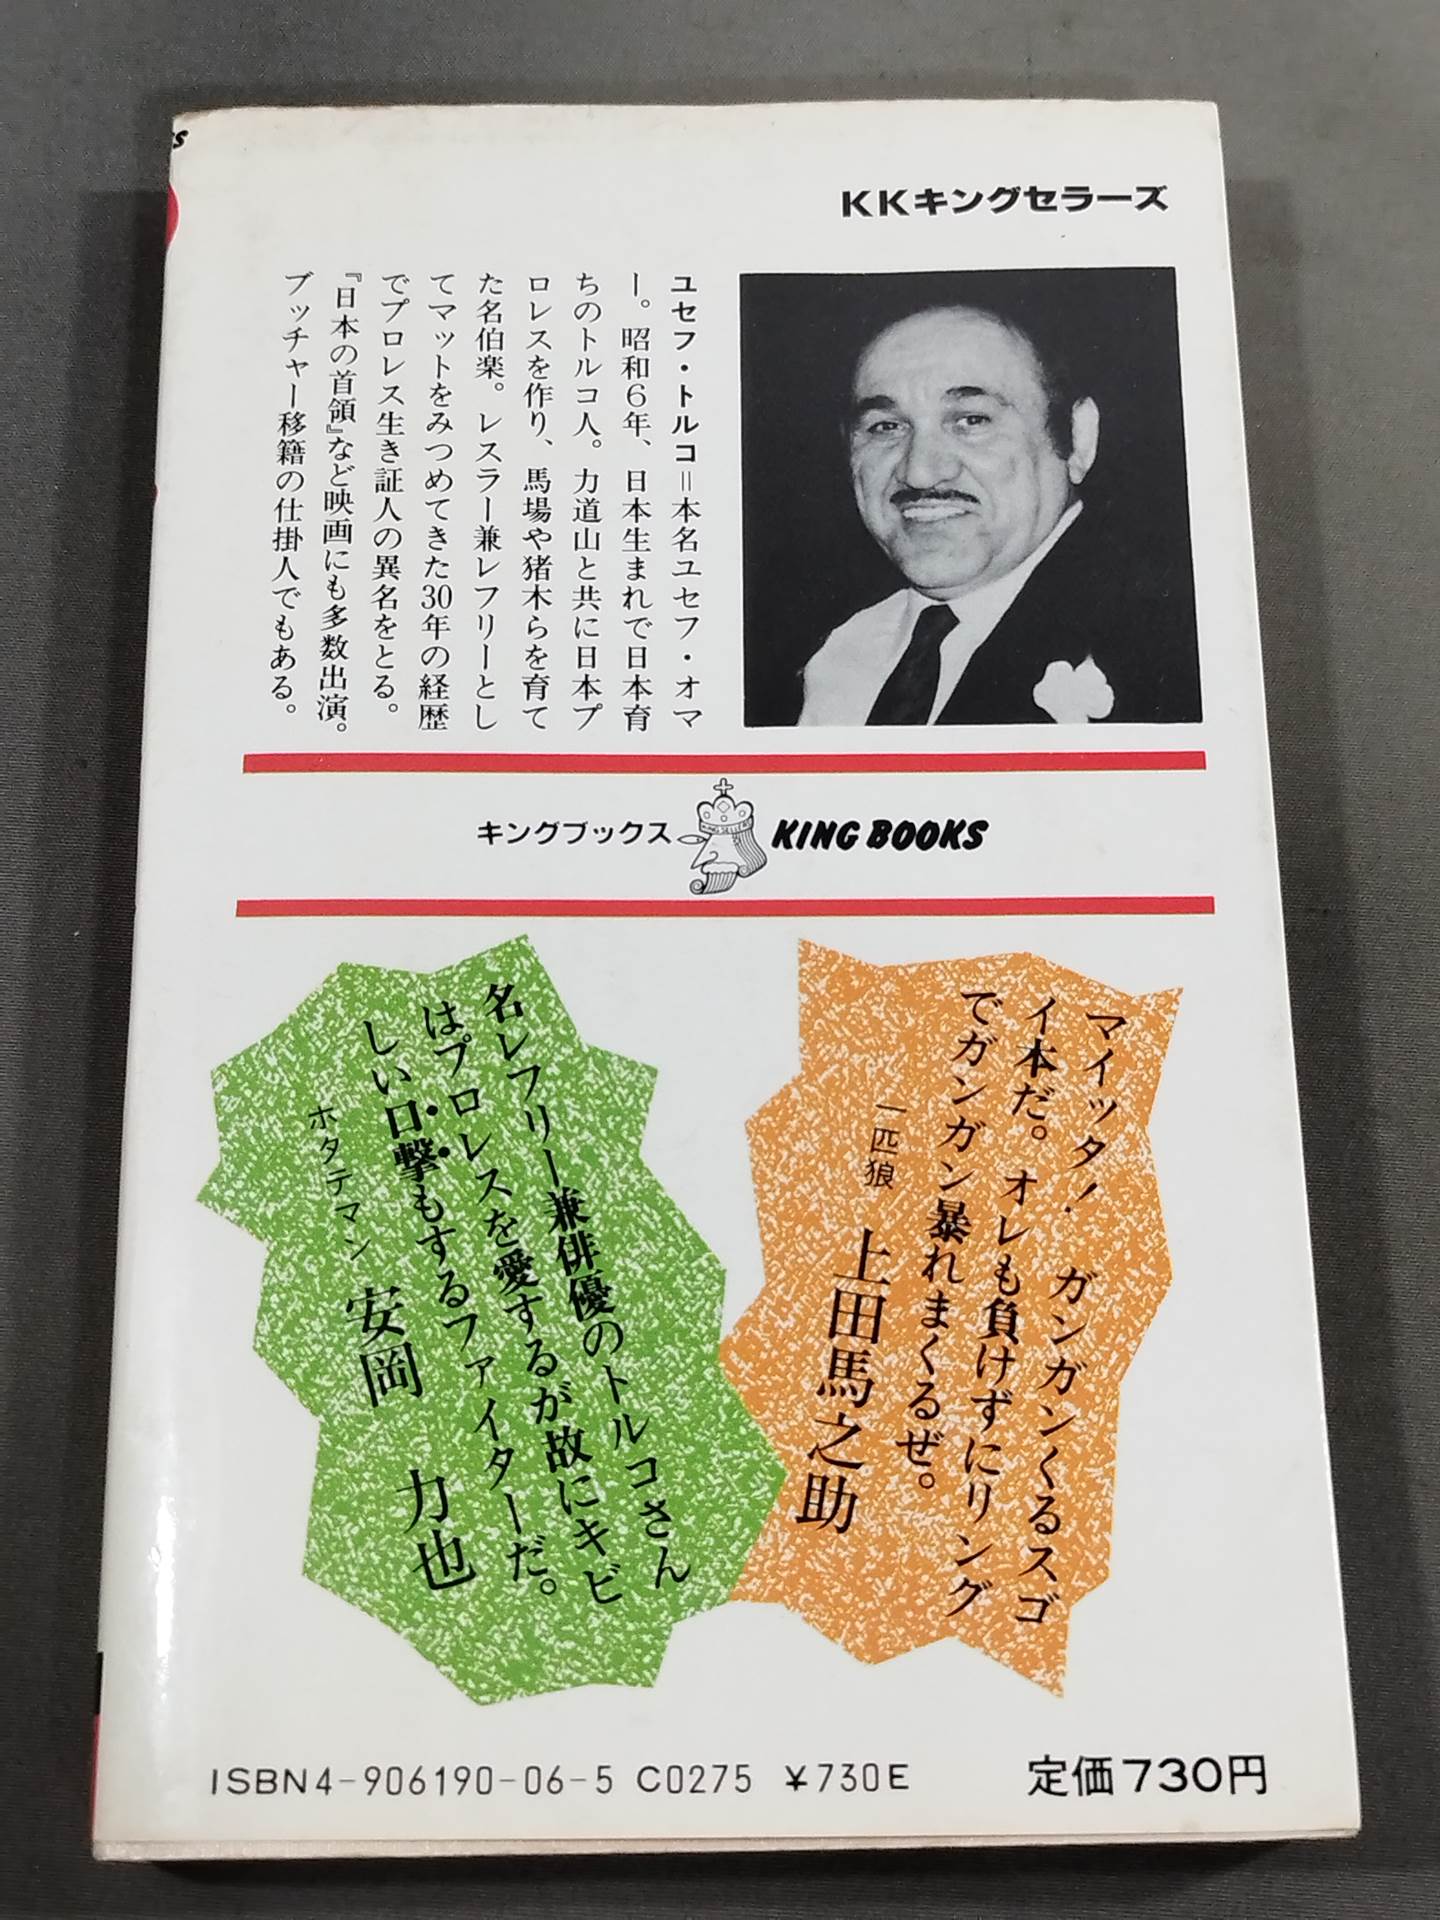 KKキングセラーズ
ユセフ・トルコ＝本名ユセフ・オマ
ー。昭和6年、日本生まれで日本育
ちのトルコ人。力道山と共に日本プ
ロレスを作り、馬場や猪木らを育て
た名伯楽。レスラー兼レフリーとし
てマットをみつめてきた30年の経歴
でプロレス生き証人の異名をとる。
『日本の首領』など映画にも多数出演。
ブッチャー移籍の仕掛人でもある。
キングブックス
KING SELLERS
KING BOOKS
マイッタ! ガンガンくるスゴ
イ本だ。オレも負けずにリング
でガンガン暴れまくるぜ。
一匹狼 上田馬之助
名レフリー兼俳優のトルコさん
はプロレスを愛するが故にキビ
しい口撃もするファイターだ。
ホタテマン 安岡力也
ISBN4-906190-06-5 C0275 ¥730E
定価730円